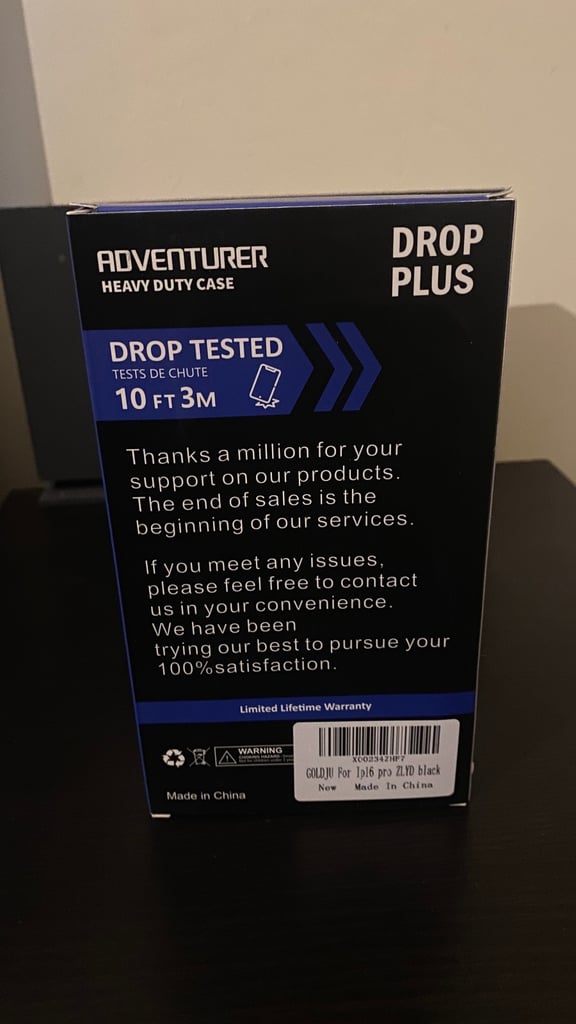 ADVENTURER
HEAVY DUTY CASE
DROP
PLUS
DROP TESTED
TESTS DE CHUTE
10 FT 3M
Thanks a million for your
support on our products.
The end of sales is the
beginning of our services.
If you meet any issues,
please feel free to contact
us in your convenience.
We have been
trying our best to pursue your
100%satisfaction.
Limited Lifetime Warranty
WARNING
Made in China
X002342HP7
GOLDJU For Ip16 pro ZLYD black
New Made In China